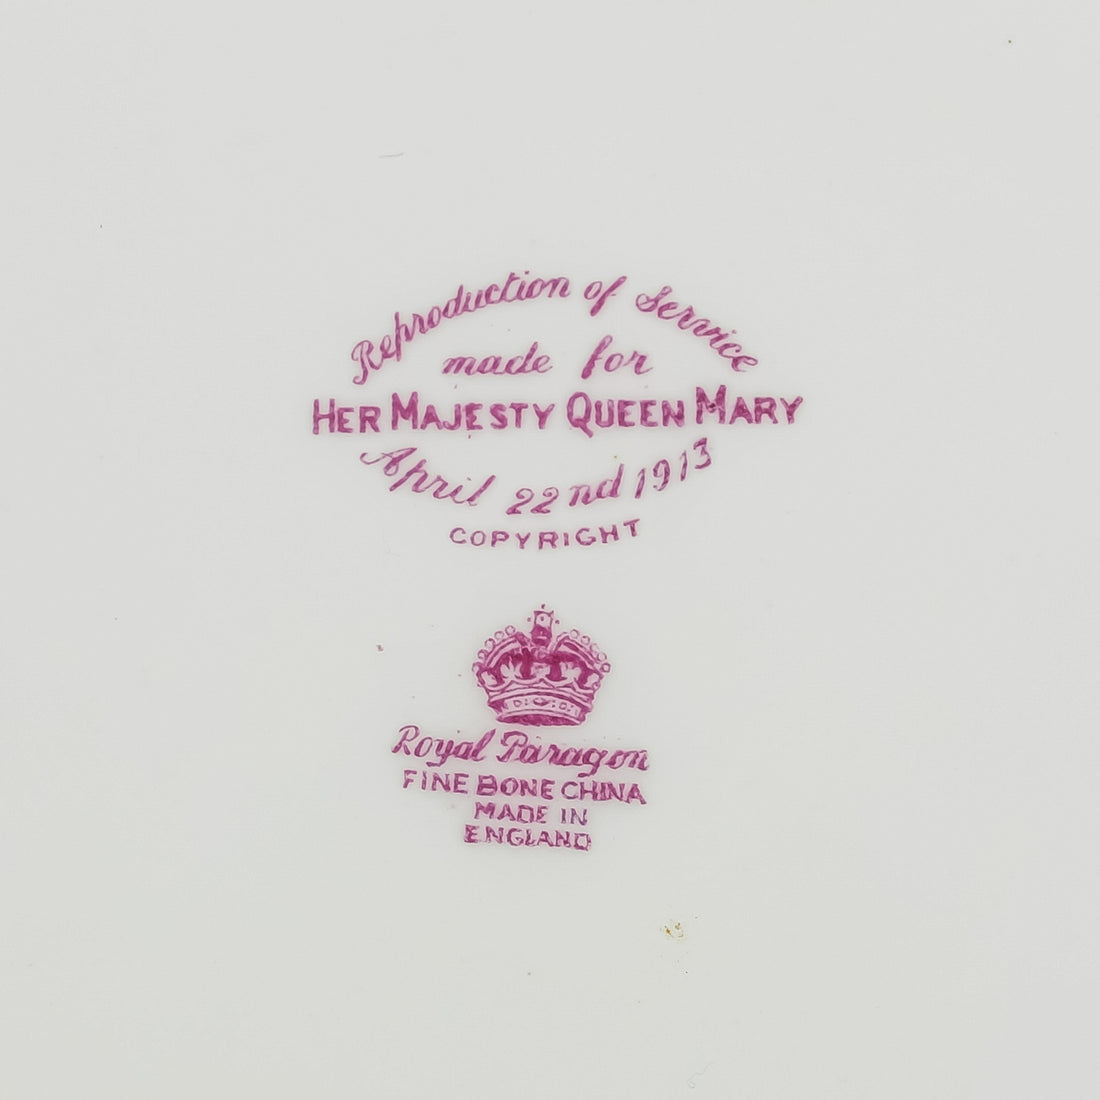 Reproduction of Service
made for
HER MAJESTY QUEEN MARY
April 22nd 1913
COPYRIGHT
Royal Paragon
FINE BONE CHINA
MADE IN
ENGLAND